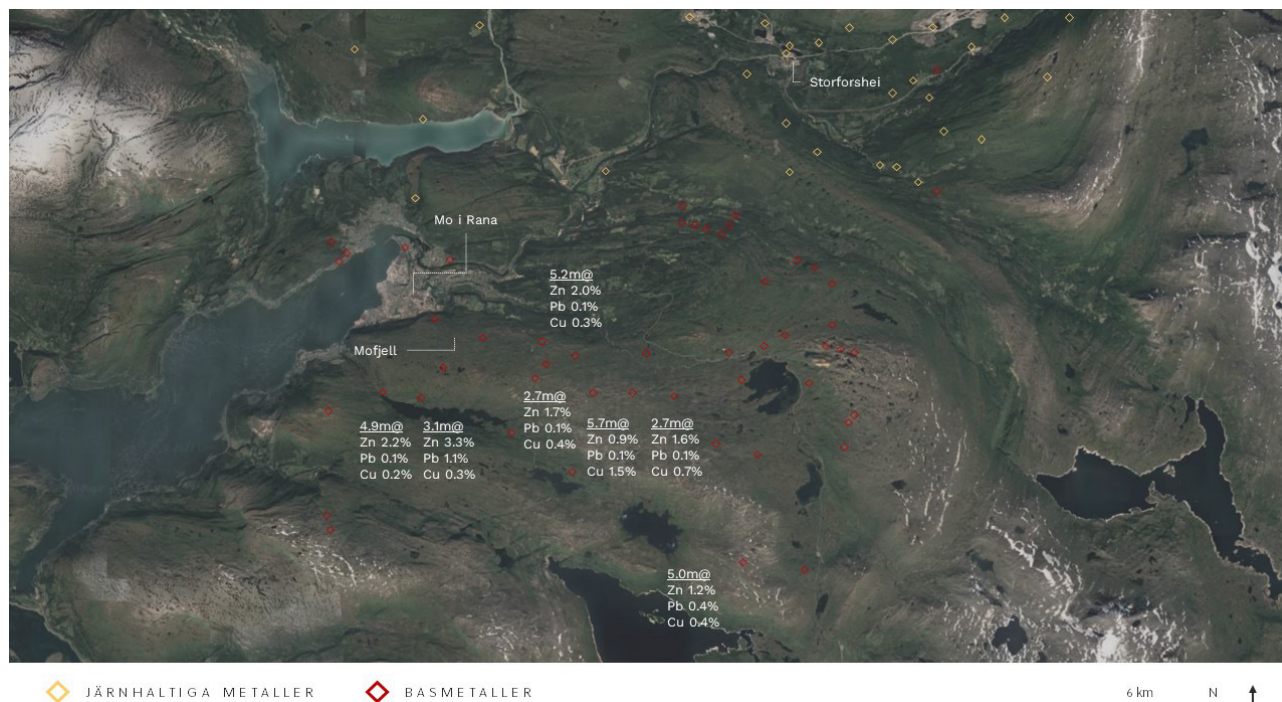 Storforshei
Mo i Rana
5.2m@
Zn 2.0%
Pb 0.1%
Cu 0.3%
Mofjell
2.7m@
Zn 1.7%
Pb 0.1%
Cu 0.4%
4.9m@
Zn 2.2%
Pb 0.1%
Cu 0.2%
3.1m@
Zn 3.3%
Pb 1.1%
Cu 0.3%
5.7m@
Zn 0.9%
Pb 0.1%
Cu 1.5%
2.7m@
Zn 1.6%
Pb 0.1%
Cu 0.7%
5.0m@
Zn 1.2%
Pb 0.4%
Cu 0.4%
JÄRNHALTIGA METALLER
BASMETALLER
6 km
N